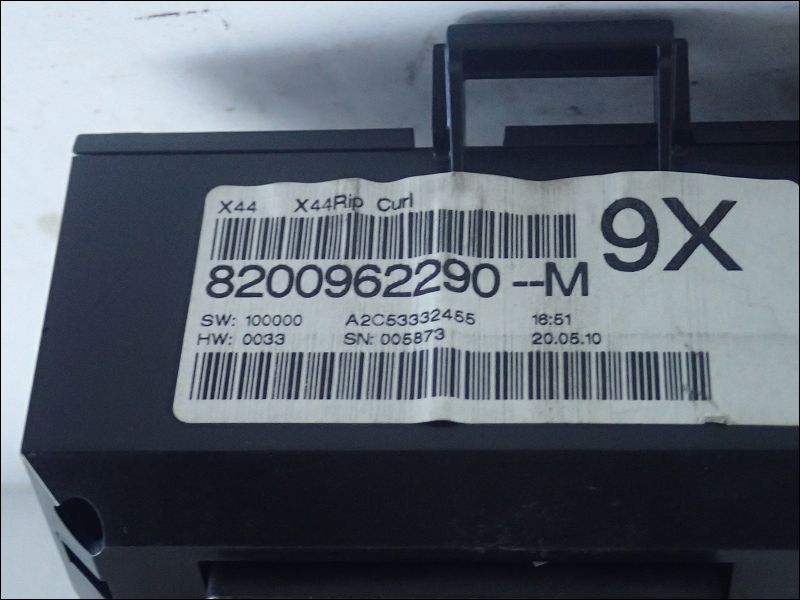 X44 X44Rip Curl
9X
8200962290--M
SW: 100000 A2C53332455 16:51
HW: 0033 SN: 005873 20.05.10